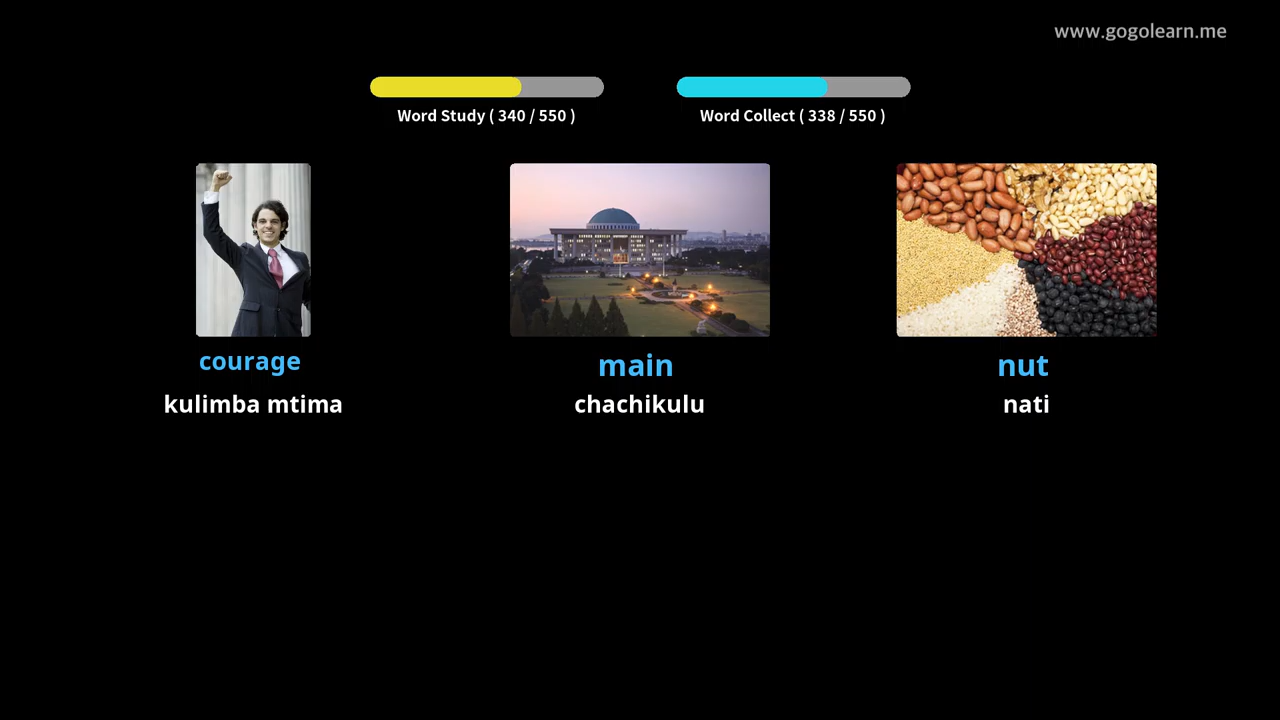 www.gogolearn.me
Word Study ( 340 / 550 )
Word Collect ( 338 / 550 )
courage
kulimba mtima
main
chachikulu
nut
nati